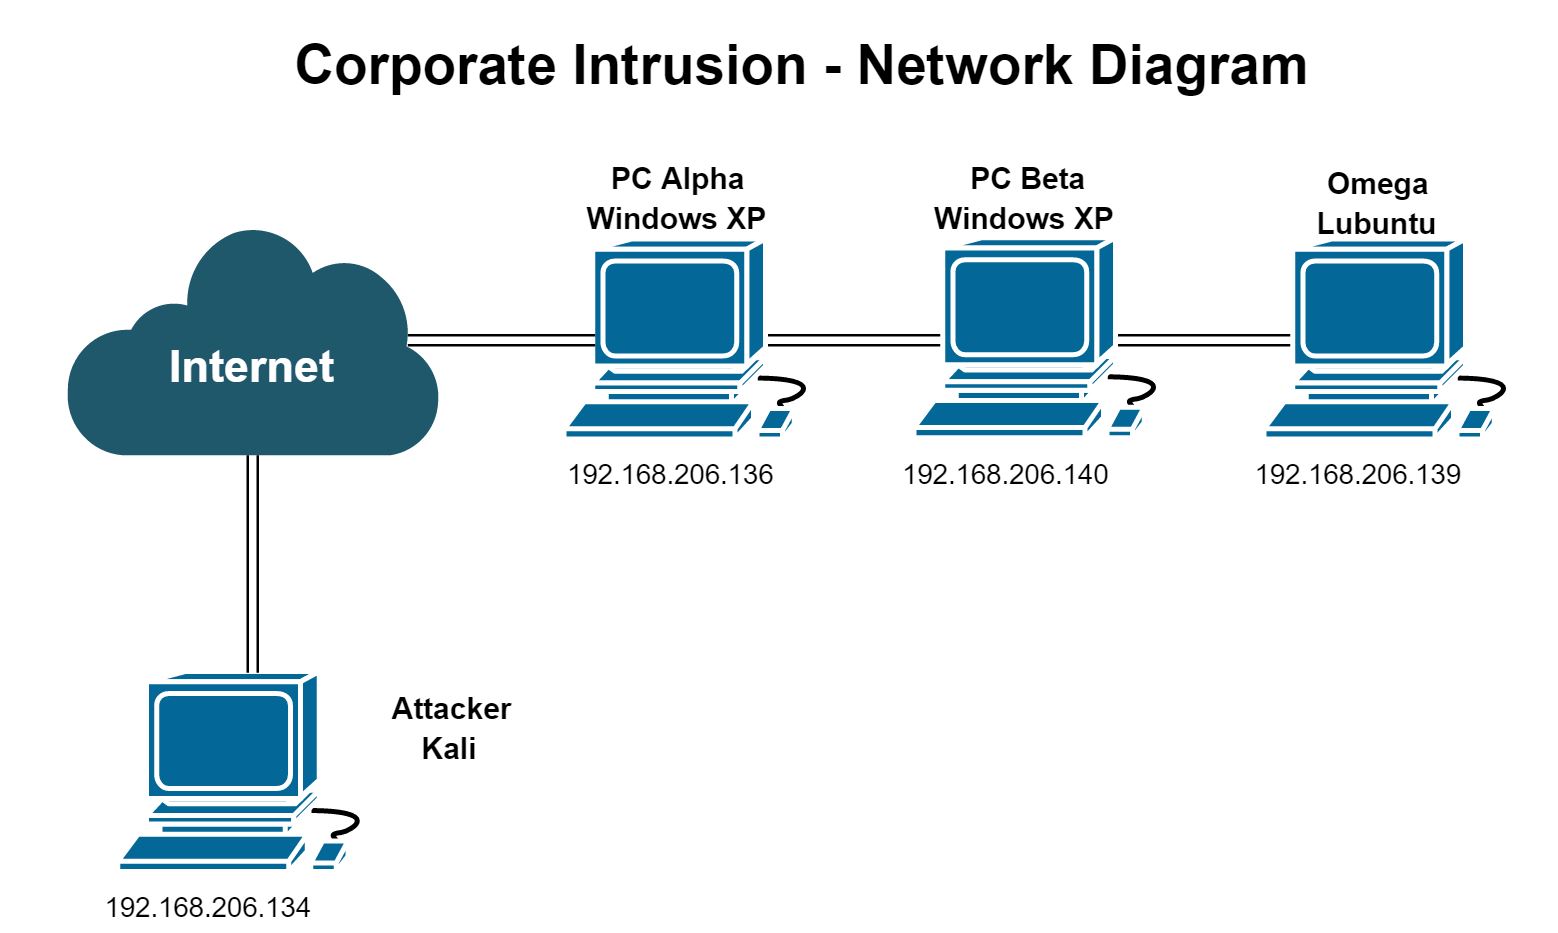 Corporate Intrusion - Network Diagram
PC Alpha
Windows XP
PC Beta
Windows XP
Omega
Lubuntu
Internet
192.168.206.136
192.168.206.140
192.168.206.139
Attacker
Kali
192.168.206.134